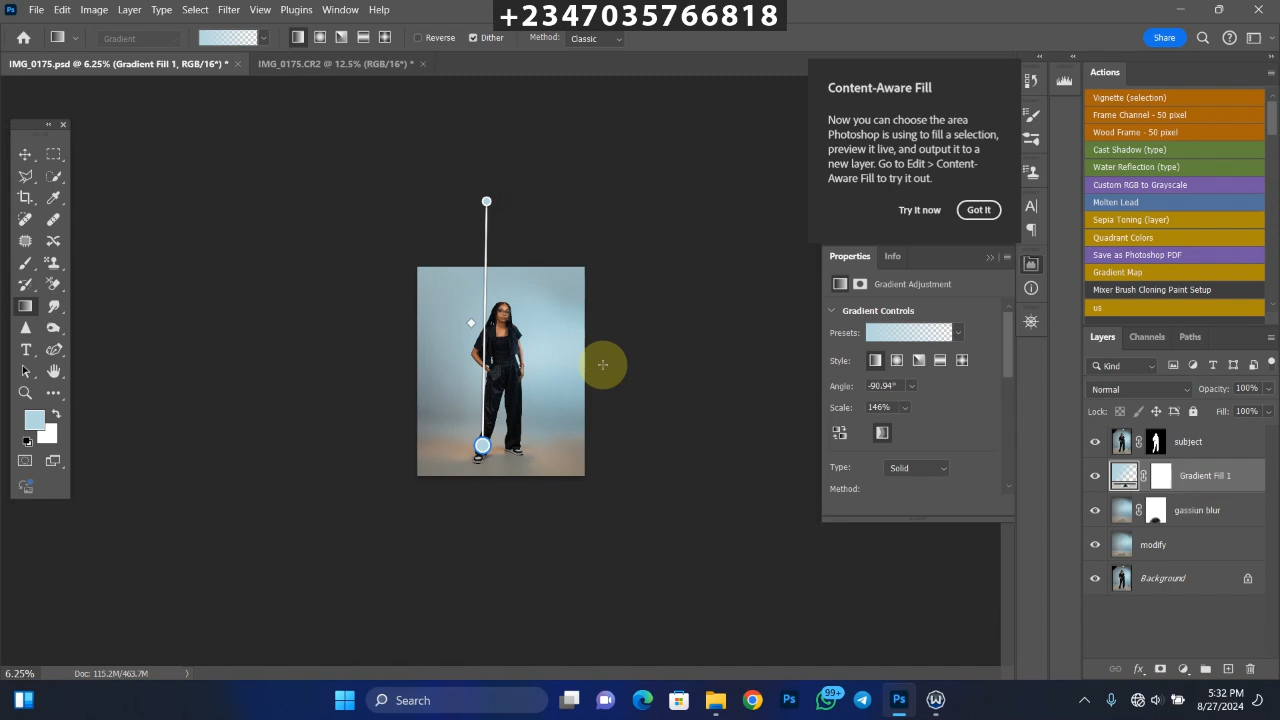 +2347035766818
Ps File Edit Image Layer Type Select Filter View Plugins Window Help
Gradient Reverse Dither Method: Classic Share
IMG_0175.psd @ 6.25% (Gradient Fill 1, RGB/16*) * × IMG_0175.CR2 @ 12.5% (RGB/16*) * ×
Content-Aware Fill
Now you can choose the area
Photoshop is using to fill a selection,
preview it live, and output it to a
new layer. Go to Edit > Content-
Aware Fill to try it out.
Try it now Got it
Properties Info
Gradient Adjustment
Gradient Controls
Presets:
Style:
Angle: -90.94°
Scale: 146%
Type: Solid
Method:
Actions
Vignette (selection)
Frame Channel - 50 pixel
Wood Frame - 50 pixel
Cast Shadow (type)
Water Reflection (type)
Custom RGB to Grayscale
Molten Lead
Sepia Toning (layer)
Quadrant Colors
Save as Photoshop PDF
Gradient Map
Mixer Brush Cloning Paint Setup
us
Layers Channels Paths
Kind
Normal Opacity: 100%
Lock: Fill: 100%
subject
Gradient Fill 1
gassiun blur
modify
Background
6.25% Doc: 115.2M/463.7M
Search
Ps 99+ Ps W
5:32 PM
8/27/2024